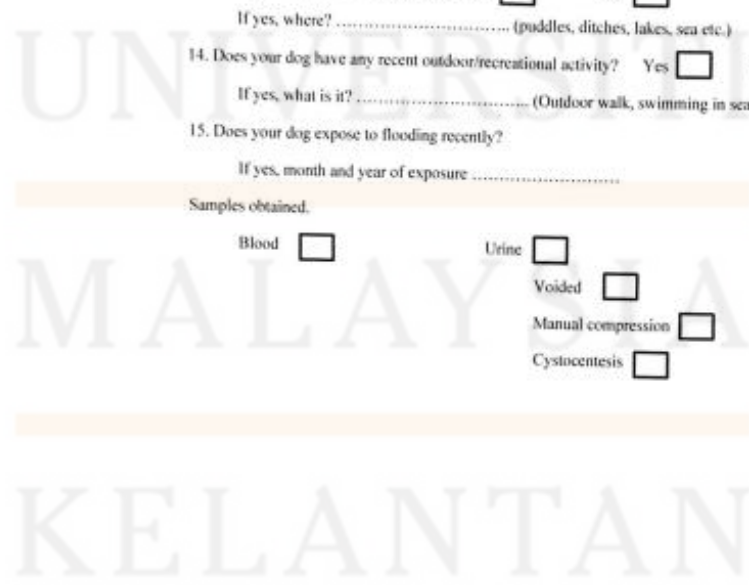 If yes, where? .............................. (puddles, ditches, lakes, sea etc.)
14. Does your dog have any recent outdoor/recreational activity? Yes
If yes, what is it? .............................. (Outdoor walk, swimming in sea
15. Does your dog expose to flooding recently?
If yes, month and year of exposure ..........................
Samples obtained.
Blood Urine
Voided
Manual compression
Cystocentesis
UNIVERSITI
MALAYSIA
KELANTAN